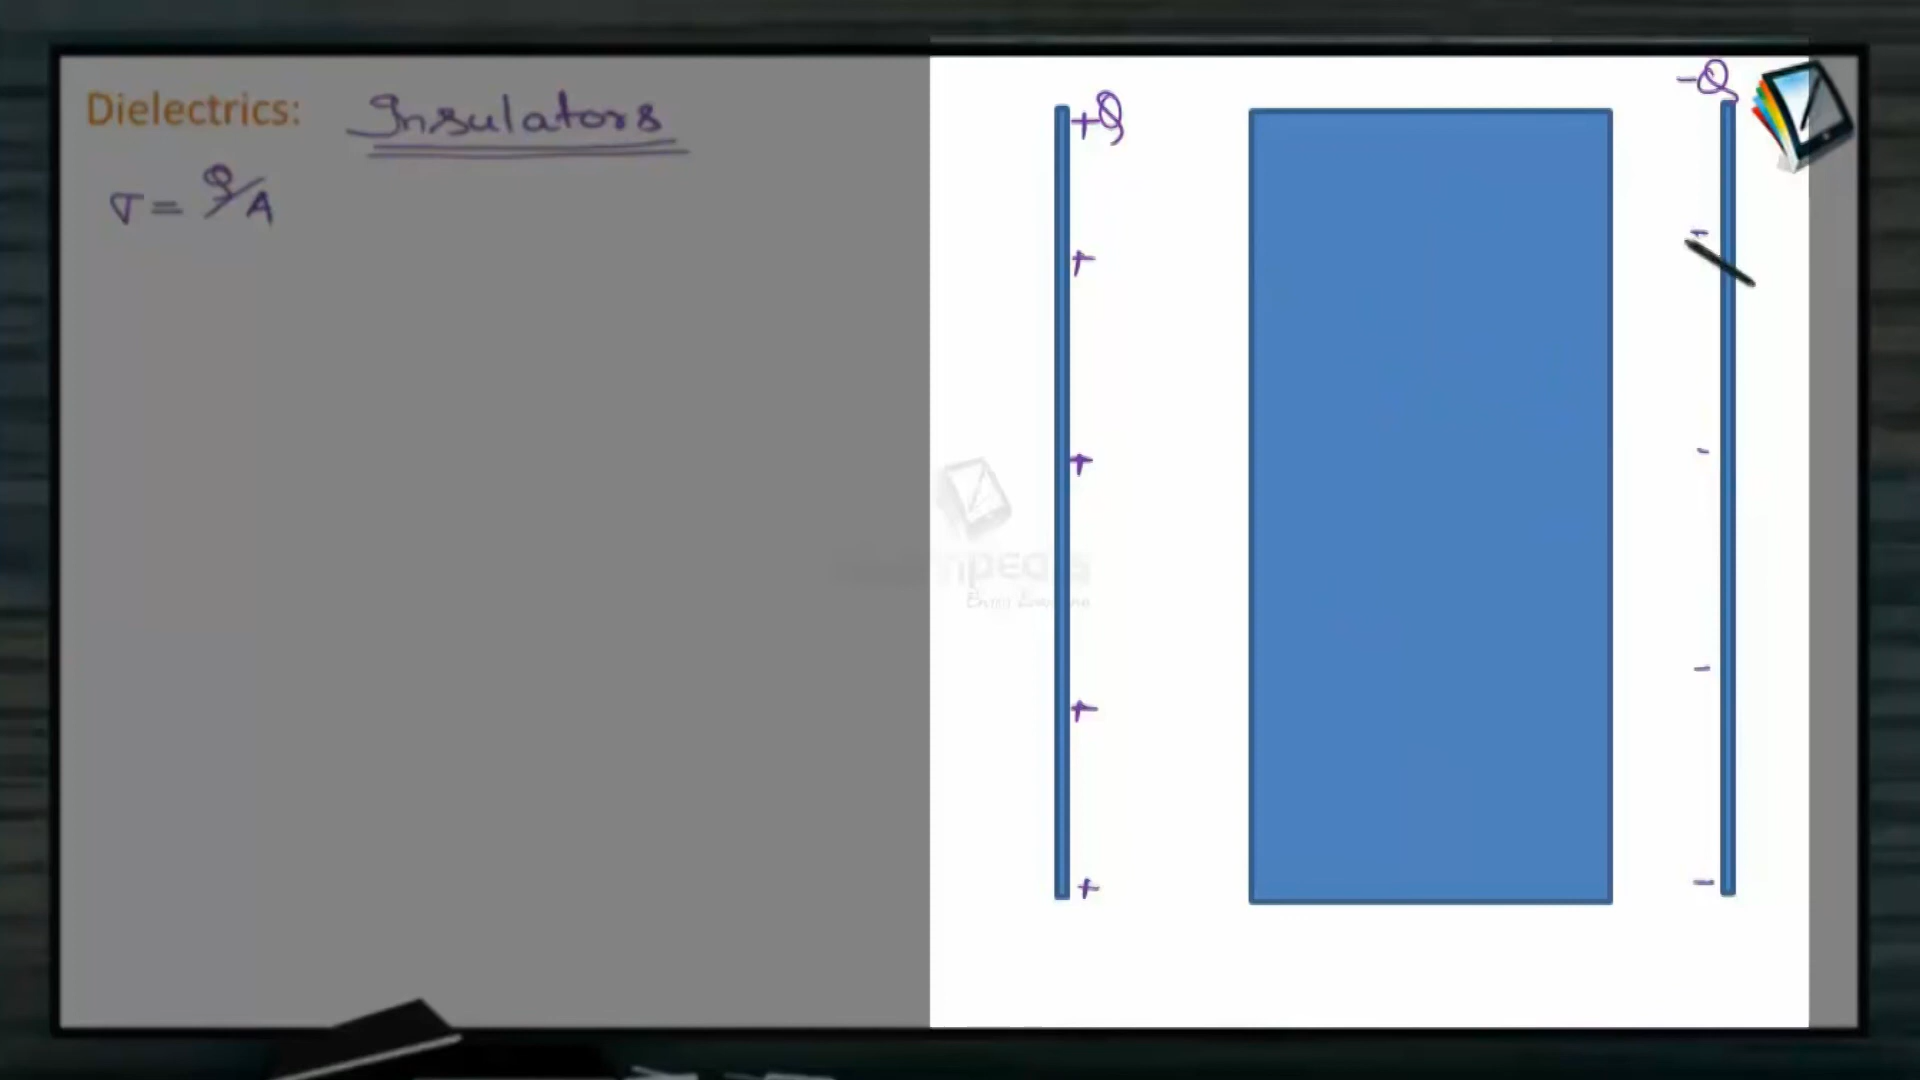 Dielectrics: Insulators
σ = Q/A
+Q
-Q
+
-
+
-
+
-
+
-